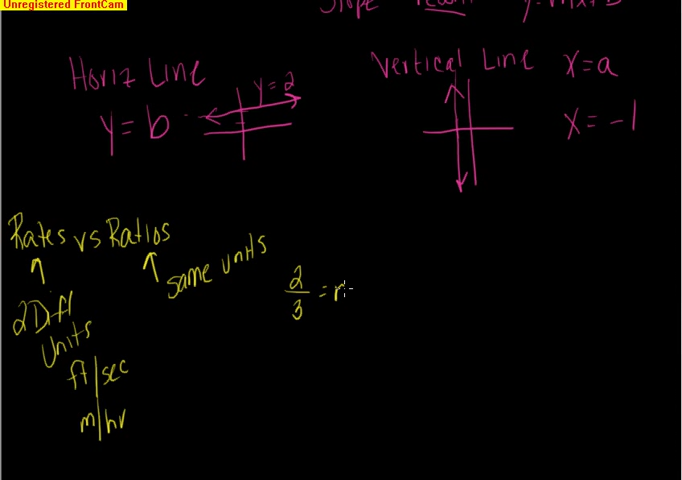 Unregistered FrontCam
Slope
Horiz Line
y = 2
y = b
Vertical Line x = a
x = -1
Rates vs Ratios
same units
2 Diff
Units
ft/sec
m/hr
2/3 = r